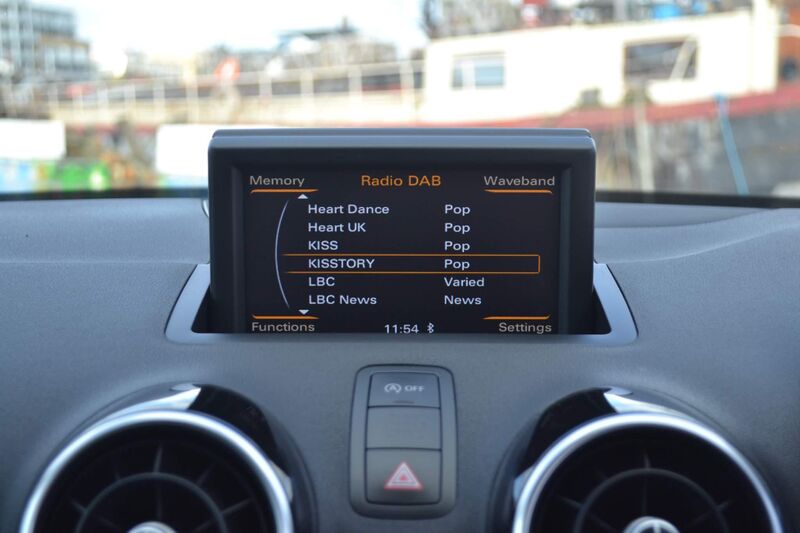 Memory Radio DAB Waveband
Heart Dance Pop
Heart UK Pop
KISS Pop
KISSTORY Pop
LBC Varied
LBC News News
Functions 11:54 Settings
OFF